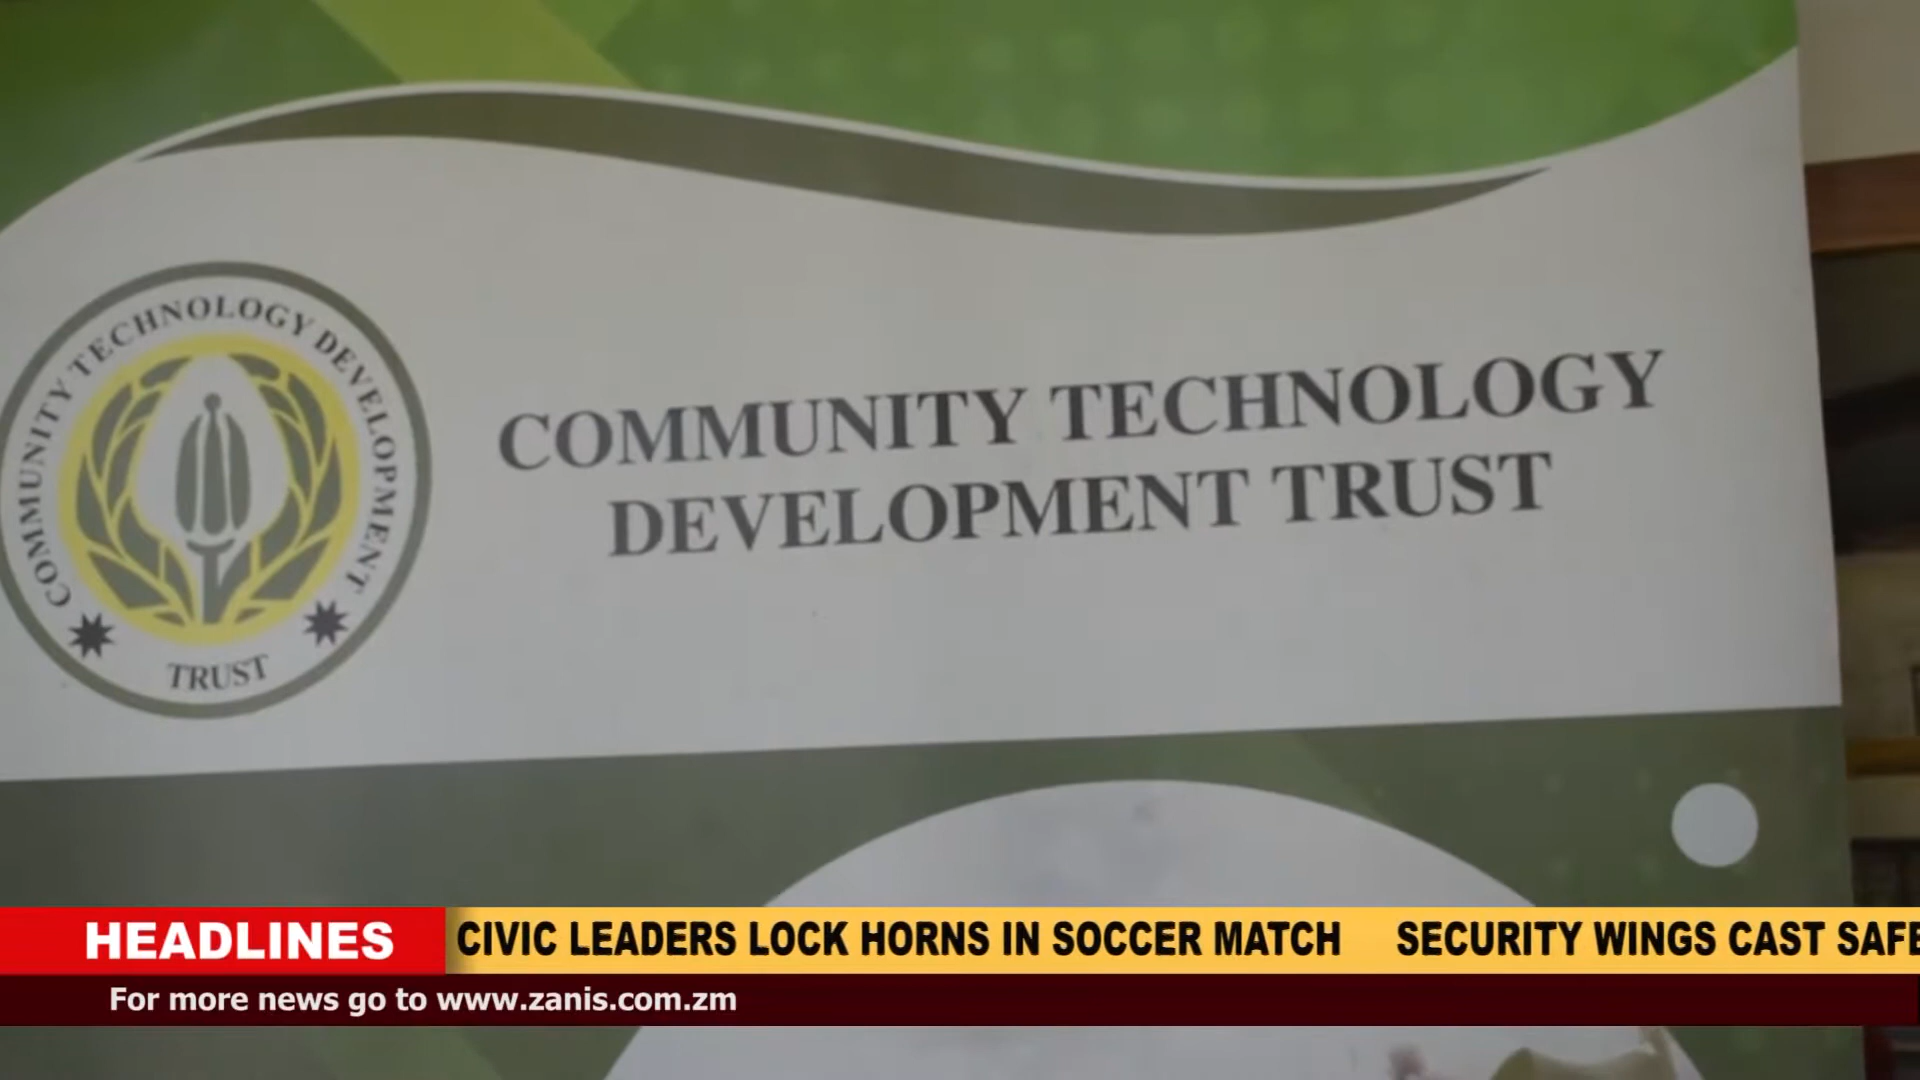 COMMUNITY TECHNOLOGY DEVELOPMENT
TRUST
COMMUNITY TECHNOLOGY
DEVELOPMENT TRUST
HEADLINES
CIVIC LEADERS LOCK HORNS IN SOCCER MATCH SECURITY WINGS CAST
For more news go to www.zanis.com.zm